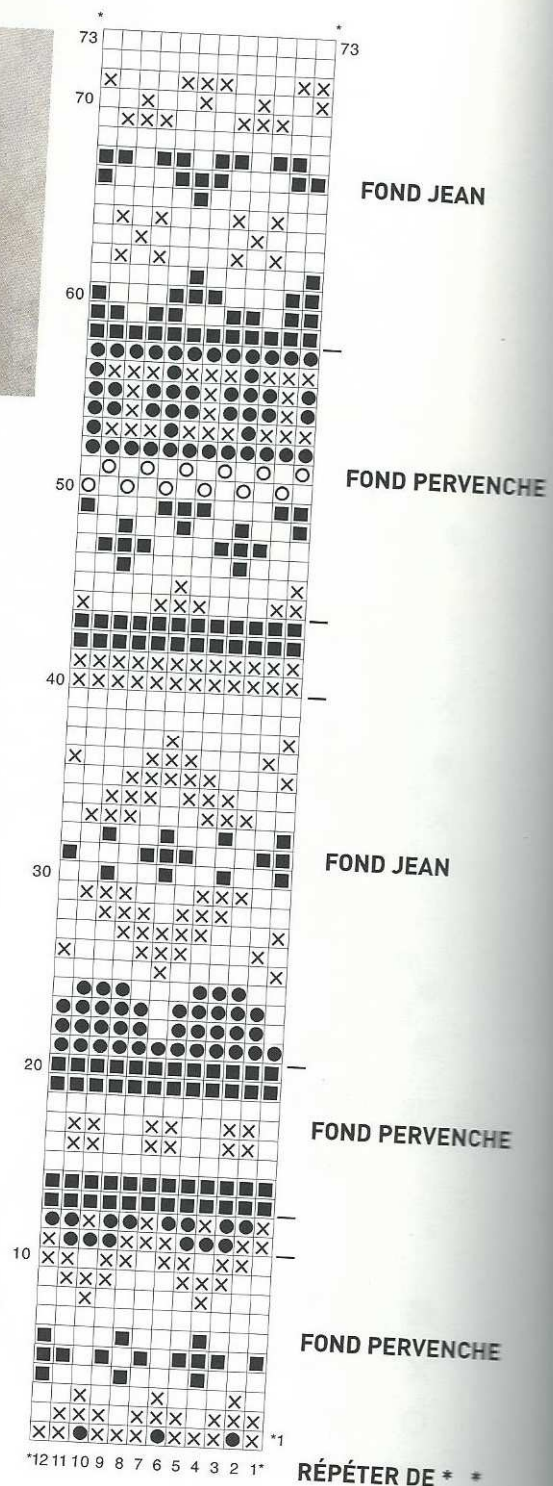 * *
73 73
70
FOND JEAN
60
FOND PERVENCHE
50
40
FOND JEAN
30
20
FOND PERVENCHE
10
FOND PERVENCHE
*1
*12 11 10 9 8 7 6 5 4 3 2 1*
RÉPÉTER DE * *